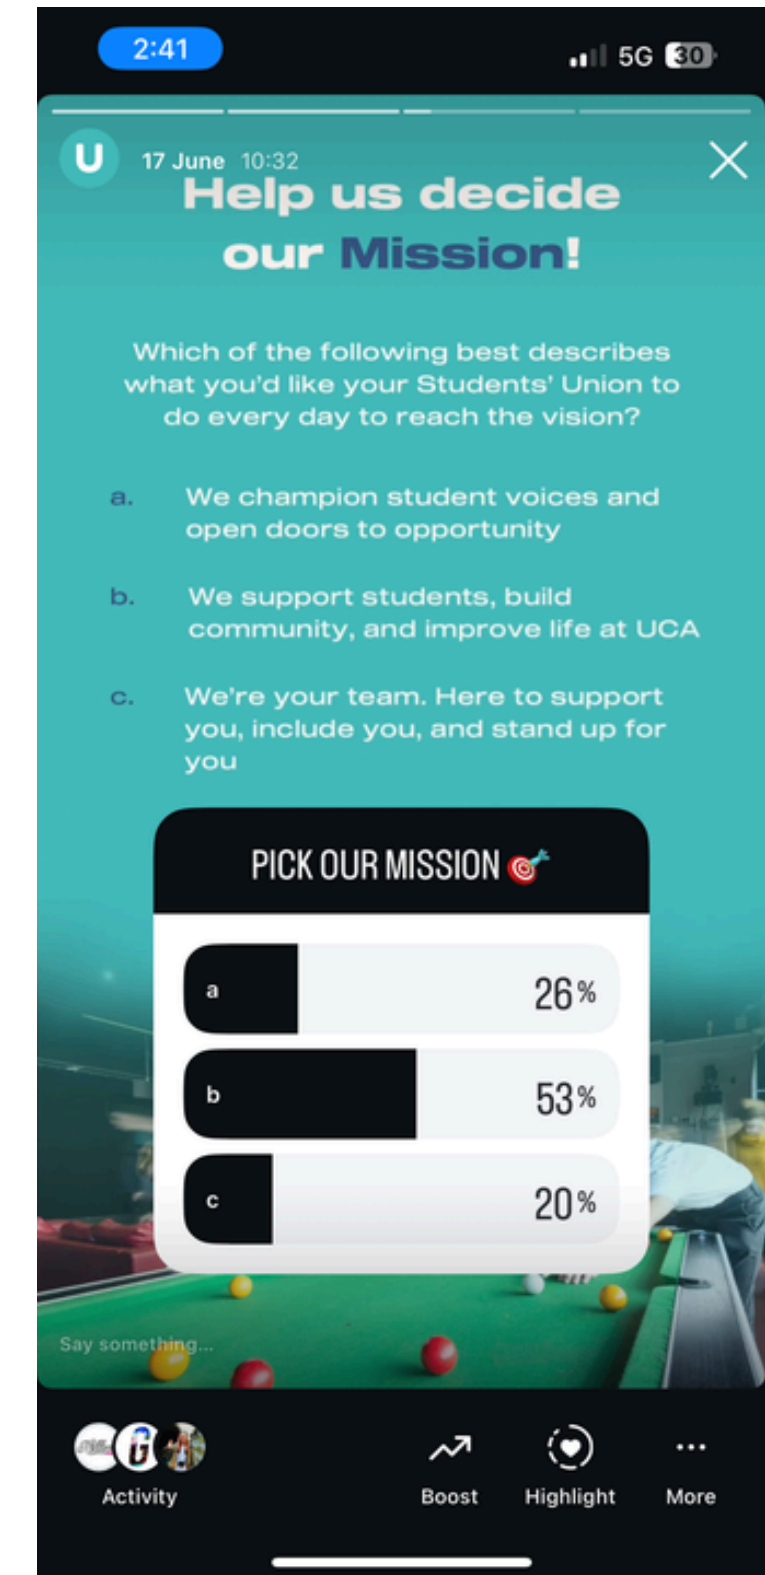 2:41
5G 30
U 17 June 10:32
Help us decide
our Mission!
Which of the following best describes
what you'd like your Students' Union to
do every day to reach the vision?
a. We champion student voices and
open doors to opportunity
b. We support students, build
community, and improve life at UCA
c. We're your team. Here to support
you, include you, and stand up for
you
PICK OUR MISSION 🎯
a 26%
b 53%
c 20%
Say something...
G
Activity Boost Highlight More